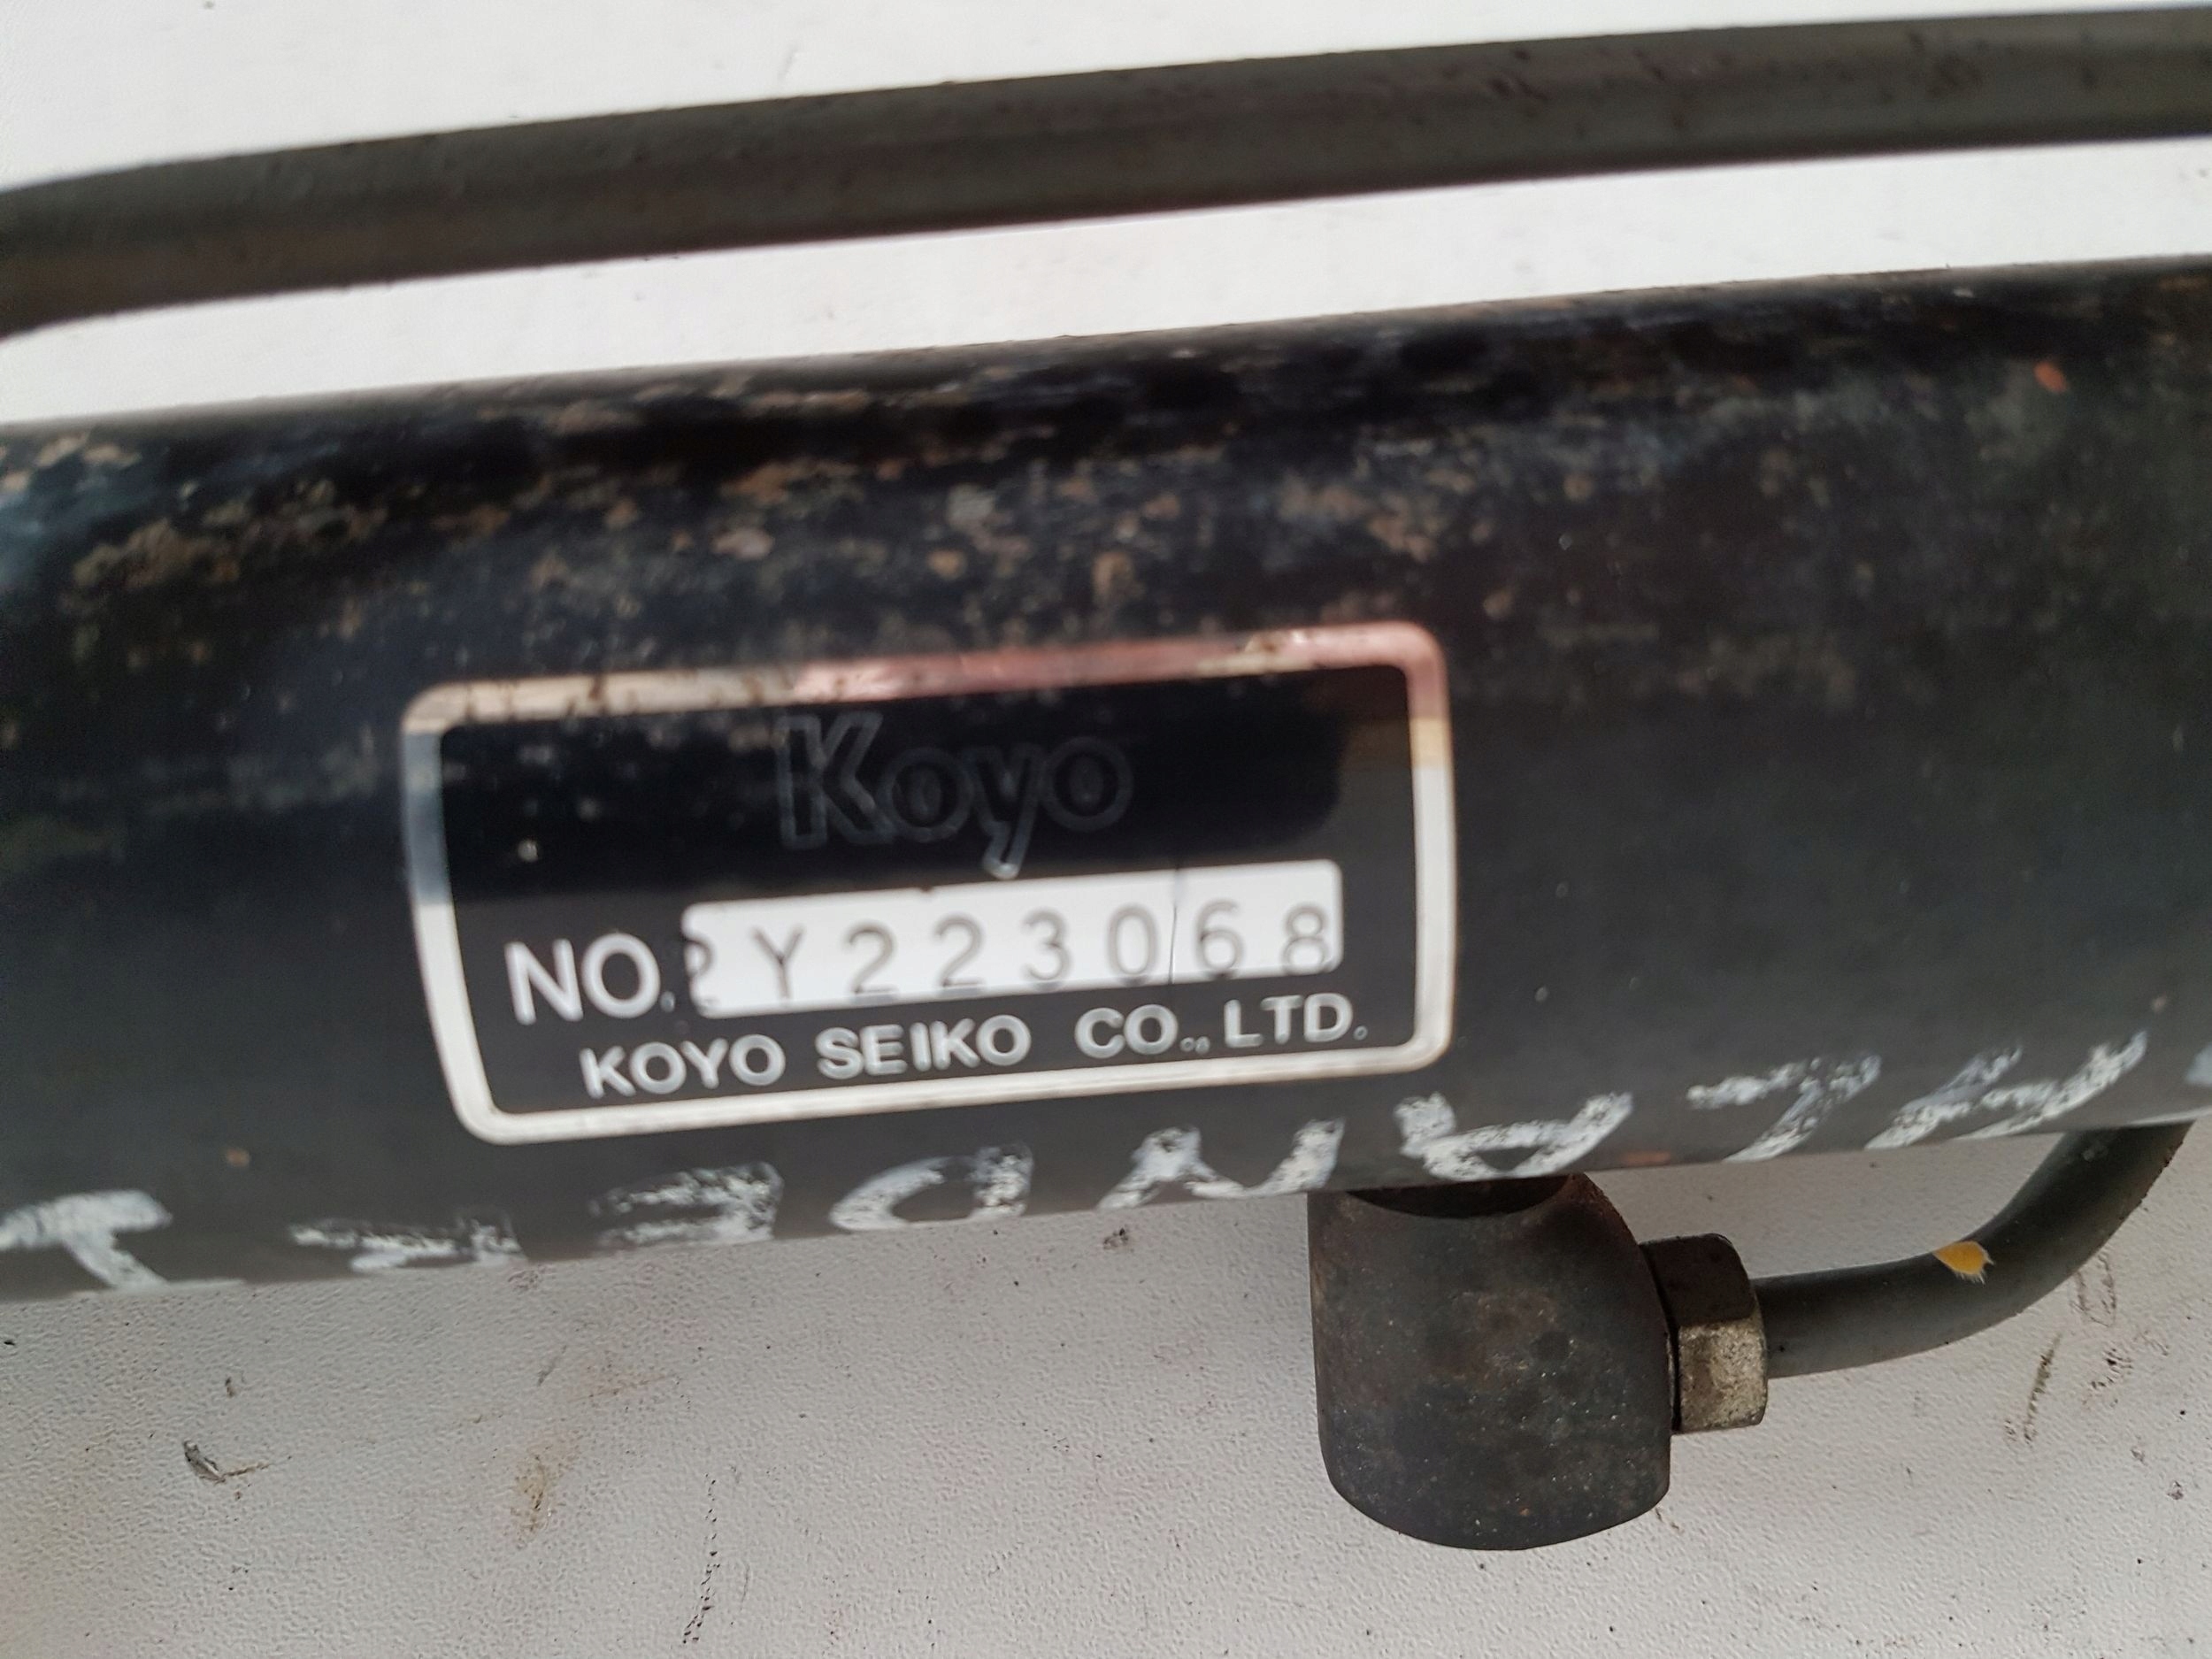 Koyo
NO. 2Y223068
KOYO SEIKO CO., LTD.